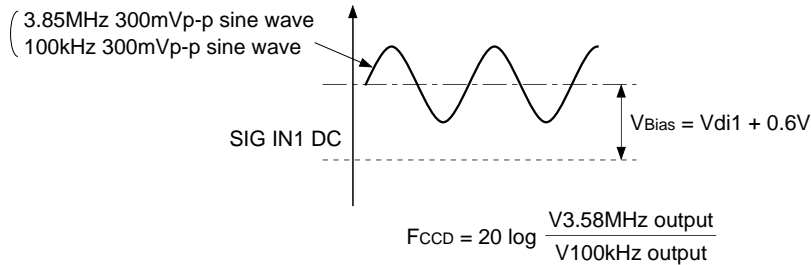 ( 3.85MHz 300mVp-p sine wave
100kHz 300mVp-p sine wave
SIG IN1 DC
VBias = Vdi1 + 0.6V
FCCD = 20 log V3.58MHz output
V100kHz output